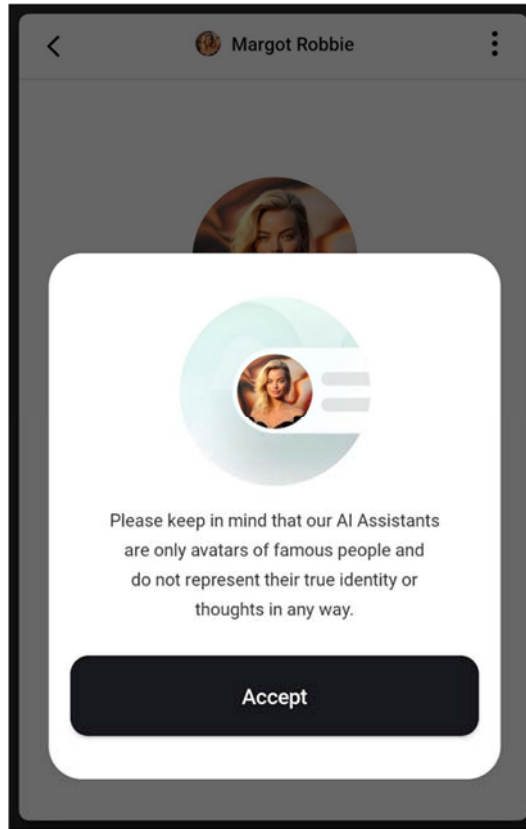 Margot Robbie
Please keep in mind that our AI Assistants
are only avatars of famous people and
do not represent their true identity or
thoughts in any way.
Accept